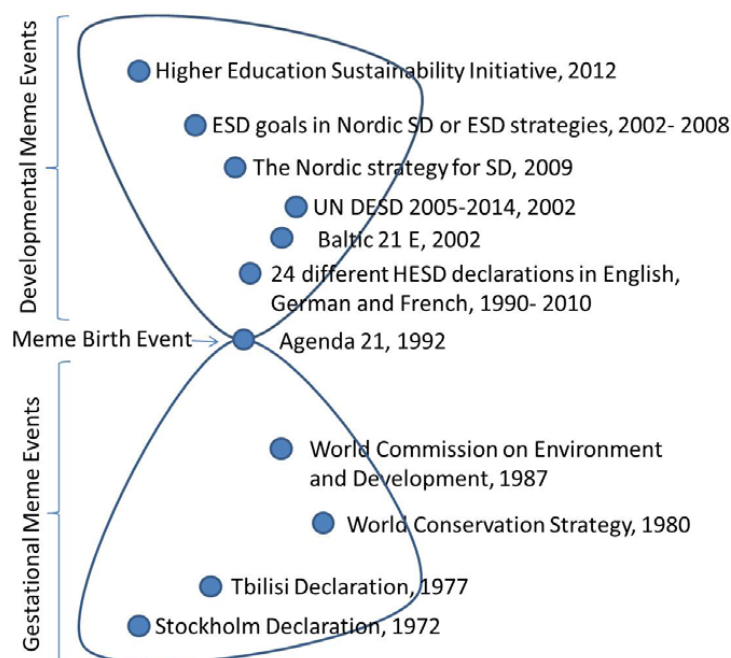 Developmental Meme Events
Higher Education Sustainability Initiative, 2012
ESD goals in Nordic SD or ESD strategies, 2002- 2008
The Nordic strategy for SD, 2009
UN DESD 2005-2014, 2002
Baltic 21 E, 2002
24 different HESD declarations in English,
German and French, 1990- 2010
Meme Birth Event
Agenda 21, 1992
Gestational Meme Events
World Commission on Environment
and Development, 1987
World Conservation Strategy, 1980
Tbilisi Declaration, 1977
Stockholm Declaration, 1972